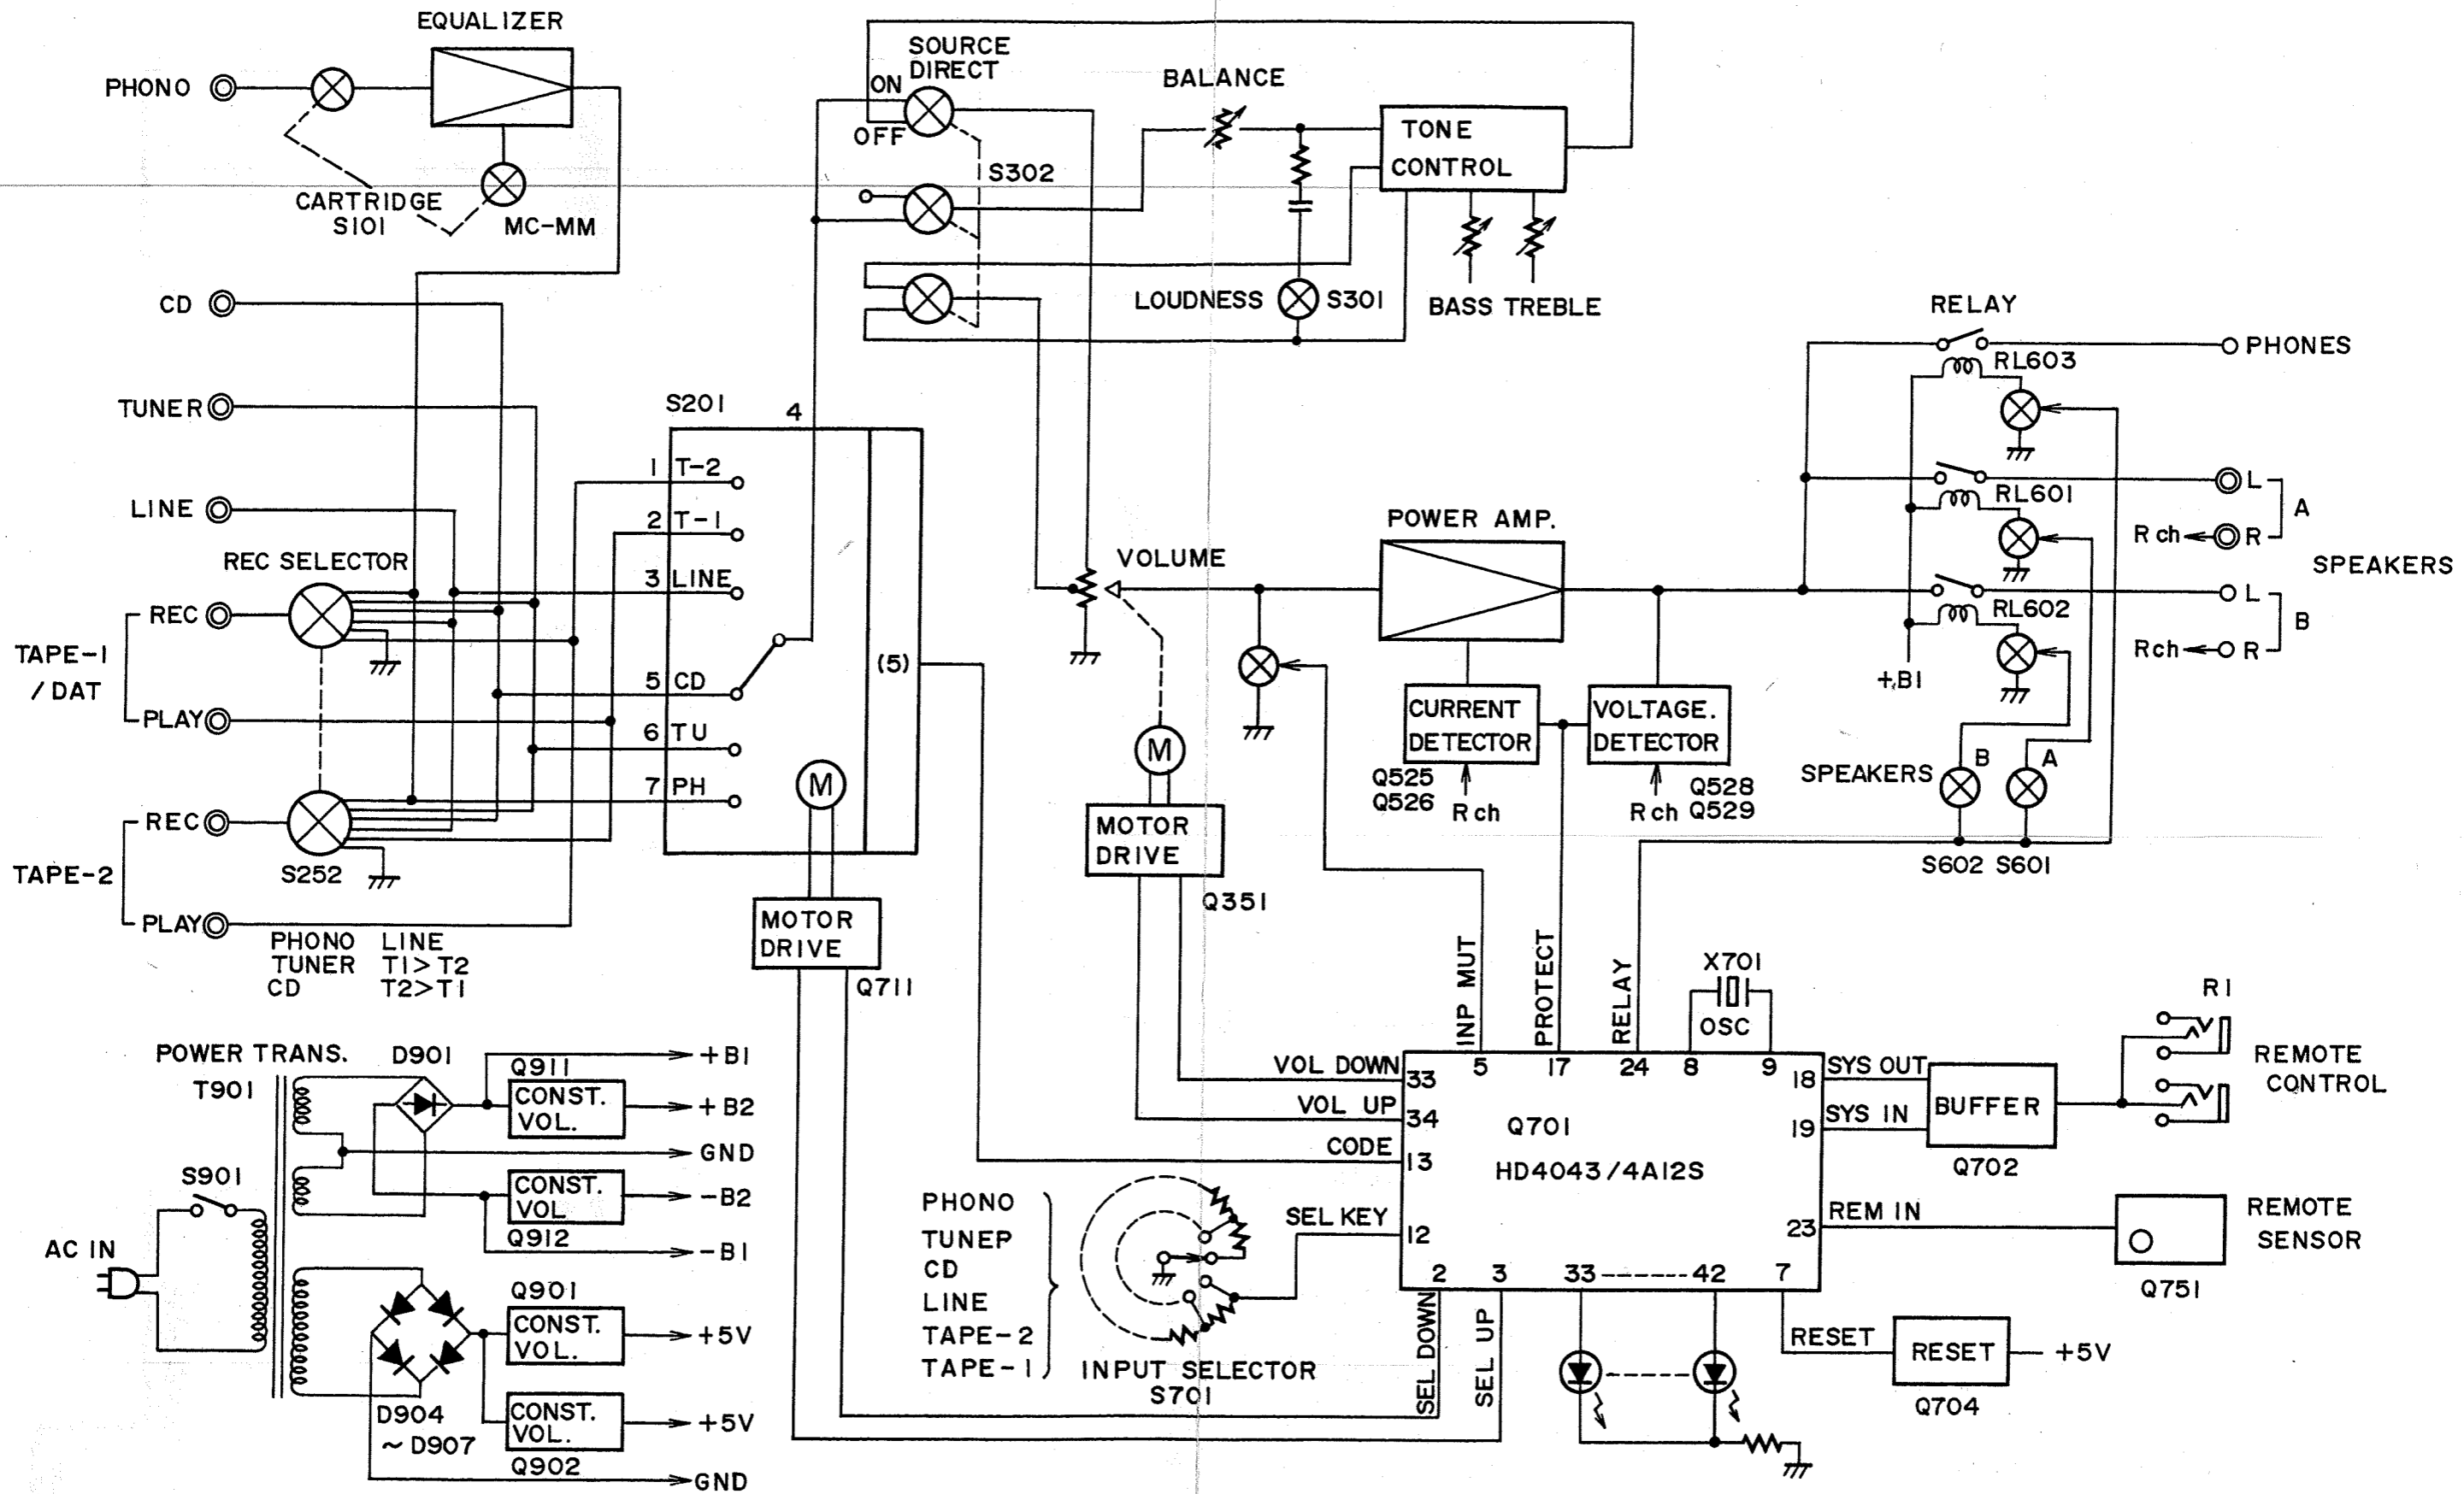 EQUALIZER
PHONO
CARTRIDGE
S101
MC-MM
CD
TUNER
LINE
REC SELECTOR
REC
TAPE-1
/DAT
PLAY
REC
TAPE-2
S252
PLAY
PHONO LINE
TUNER T1>T2
CD T2>T1
SOURCE
DIRECT
ON
OFF
S302
BALANCE
TONE
CONTROL
LOUDNESS
S301
BASS TREBLE
S201
4
1 T-2
2 T-1
3 LINE
5 CD
6 TU
7 PH
(5)
M
MOTOR
DRIVE
Q711
VOLUME
M
MOTOR
DRIVE
Q351
POWER AMP.
CURRENT
DETECTOR
Q525
Q526
Rch
VOLTAGE.
DETECTOR
Q528
Q529
Rch
RELAY
RL603
PHONES
RL601
L
A
Rch
R
SPEAKERS
RL602
L
B
Rch
R
+B1
SPEAKERS
B
A
S602 S601
INP MUT
PROTECT
RELAY
X701
OSC
POWER TRANS.
T901
D901
Q911
CONST.
VOL.
+B1
+B2
GND
CONST.
VOL
Q912
-B2
-B1
S901
AC IN
Q901
CONST.
VOL.
+5V
D904
~D907
CONST.
VOL.
Q902
+5V
GND
VOL DOWN
33
VOL UP
34
CODE
13
SEL KEY
12
5
17
24
8
9
Q701
HD4043/4A12S
18
SYS OUT
19
SYS IN
23
REM IN
2
3
33
42
7
SEL DOWN
SEL UP
PHONO
TUNEP
CD
LINE
TAPE-2
TAPE-1
INPUT SELECTOR
S701
BUFFER
Q702
R1
REMOTE
CONTROL
REMOTE
SENSOR
Q751
RESET
RESET
Q704
+5V